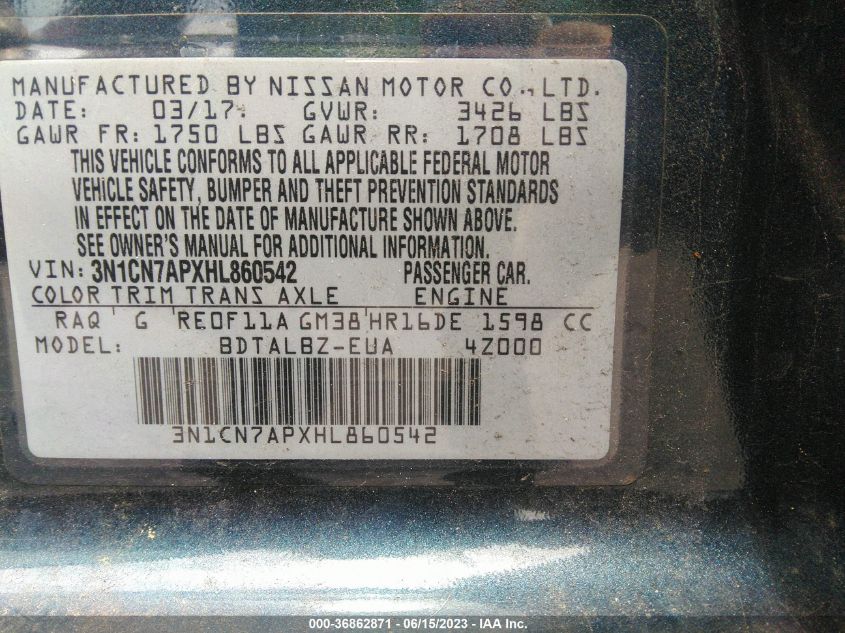 MANUFACTURED BY NISSAN MOTOR CO., LTD.
DATE: 03/17 GVWR: 3426 LBS
GAWR FR: 1750 LBS GAWR RR: 1708 LBS
THIS VEHICLE CONFORMS TO ALL APPLICABLE FEDERAL MOTOR
VEHICLE SAFETY, BUMPER AND THEFT PREVENTION STANDARDS
IN EFFECT ON THE DATE OF MANUFACTURE SHOWN ABOVE.
SEE OWNER'S MANUAL FOR ADDITIONAL INFORMATION.
VIN: 3N1CN7APXHL860542 PASSENGER CAR.
COLOR TRIM TRANS AXLE ENGINE
RAQ G RE0F11A GM38 HR16DE 1598 CC
MODEL: BDTALBZ-EUA 4Z000
3N1CN7APXHL860542
000-36862871 - 06/15/2023 - IAA Inc.